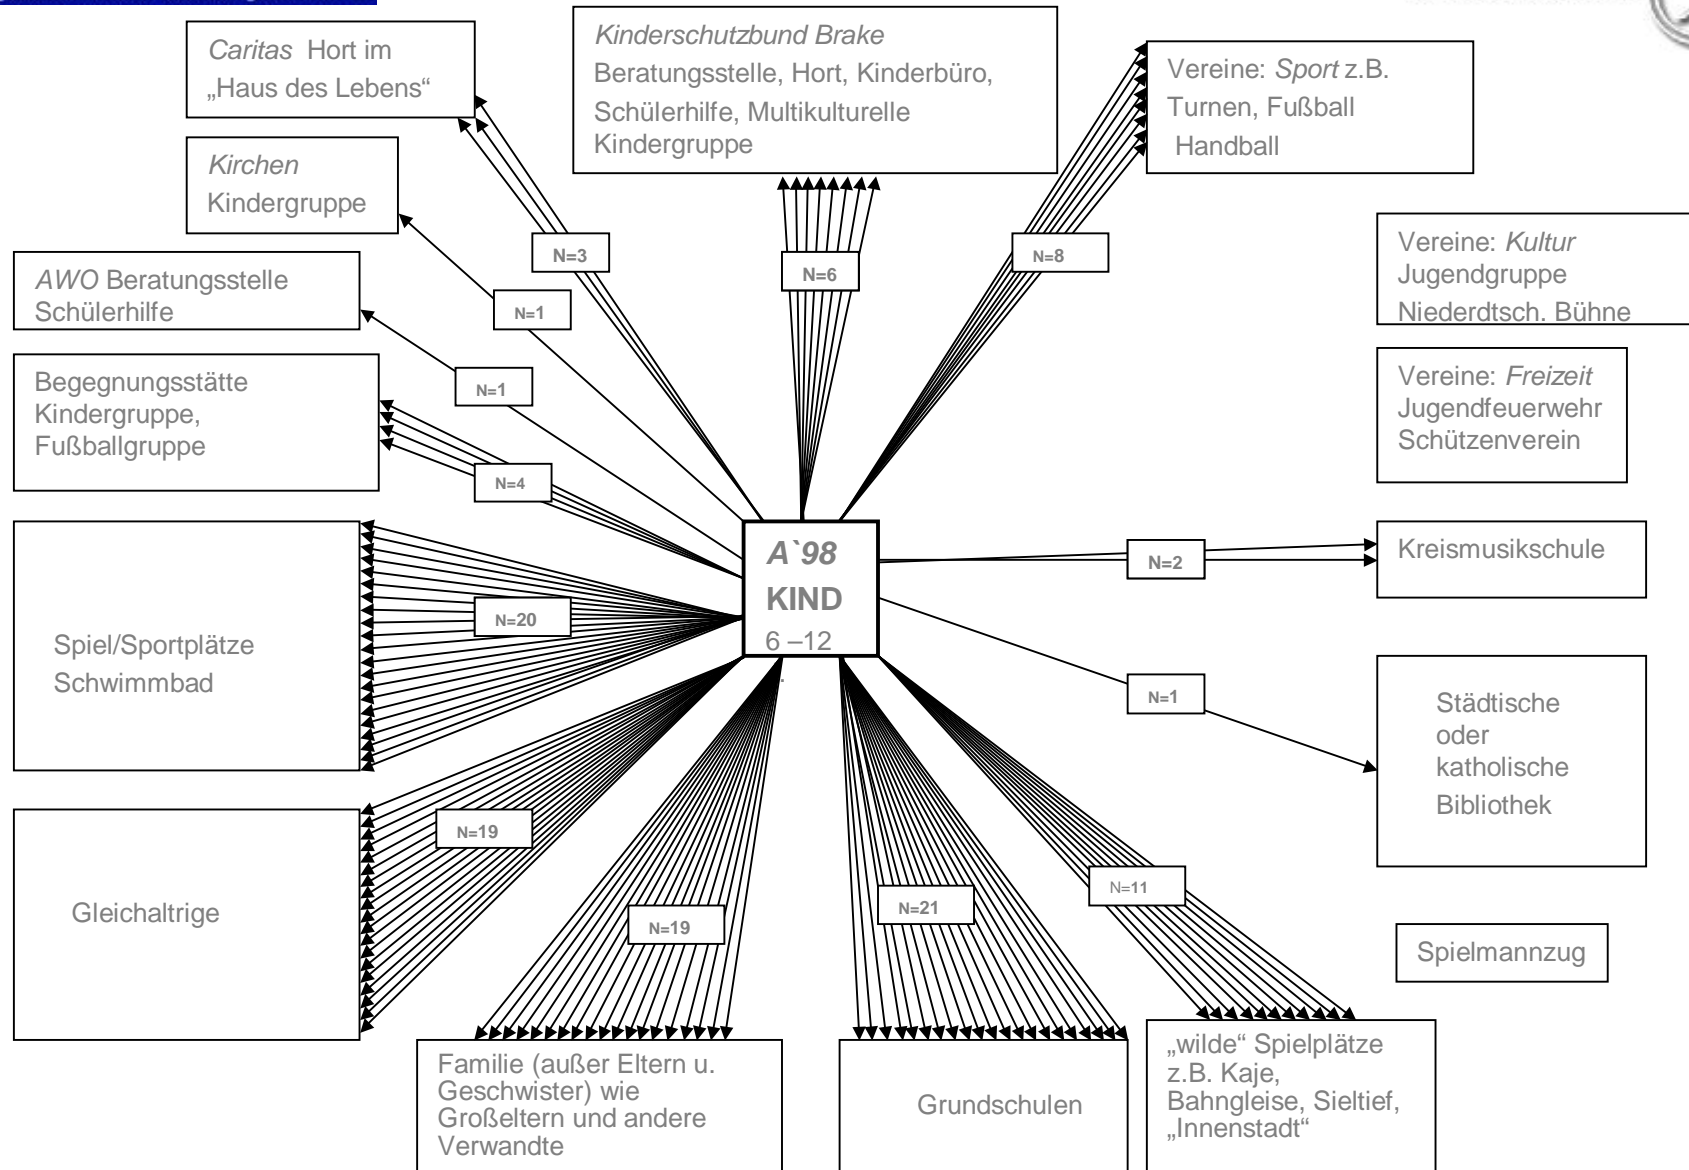 Caritas Hort im
„Haus des Lebens“
Kinderschutzbund Brake
Beratungsstelle, Hort, Kinderbüro,
Schülerhilfe, Multikulturelle
Kindergruppe
Vereine: Sport z.B.
Turnen, Fußball
Handball
Kirchen
Kindergruppe
AWO Beratungsstelle
Schülerhilfe
Begegnungsstätte
Kindergruppe,
Fußballgruppe
Vereine: Kultur
Jugendgruppe
Niederdtsch. Bühne
Vereine: Freizeit
Jugendfeuerwehr
Schützenverein
N=3
N=6
N=8
N=1
N=1
N=4
A`98
KIND
6 –12
.
N=2
Kreismusikschule
N=20
Spiel/Sportplätze
Schwimmbad
N=1
Städtische
oder
katholische
Bibliothek
N=19
Gleichaltrige
N=19
N=21
N=11
Spielmannzug
Familie (außer Eltern u.
Geschwister) wie
Großeltern und andere
Verwandte
Grundschulen
„wilde“ Spielplätze
z.B. Kaje,
Bahngleise, Sieltief,
„Innenstadt“